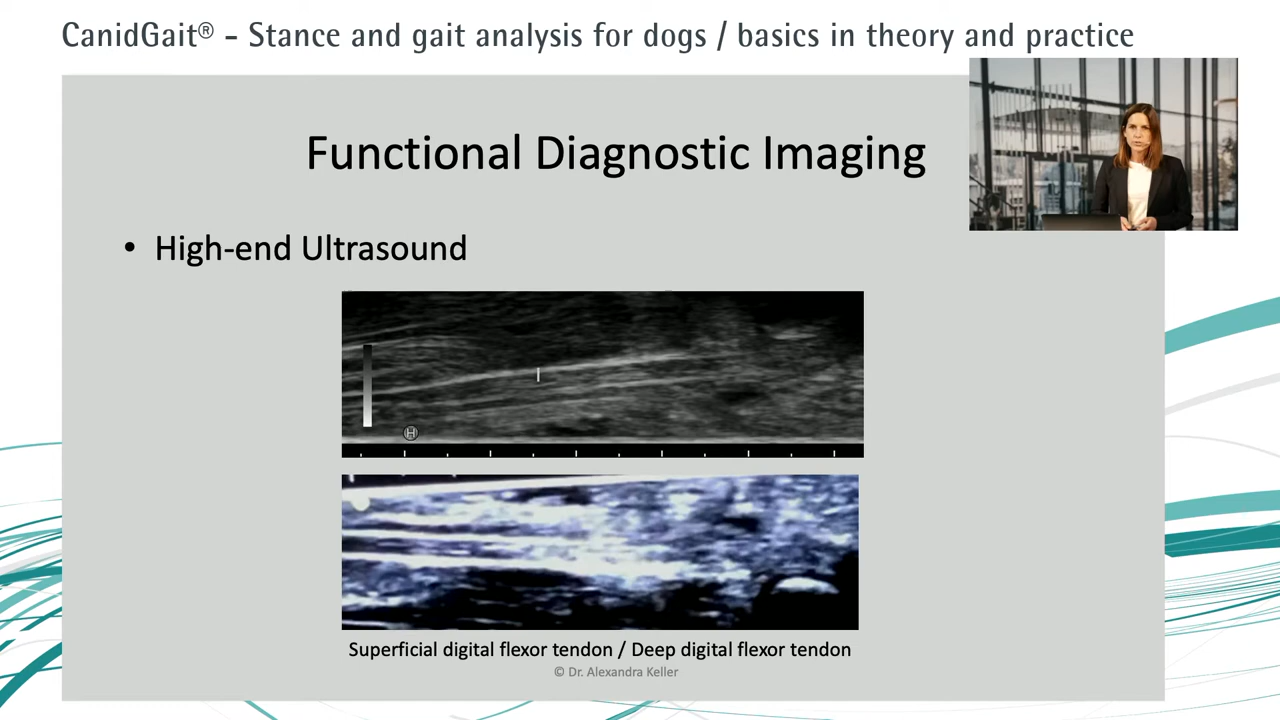 CanidGait® - Stance and gait analysis for dogs / basics in theory and practice
Functional Diagnostic Imaging
• High-end Ultrasound
H
Superficial digital flexor tendon / Deep digital flexor tendon
© Dr. Alexandra Keller